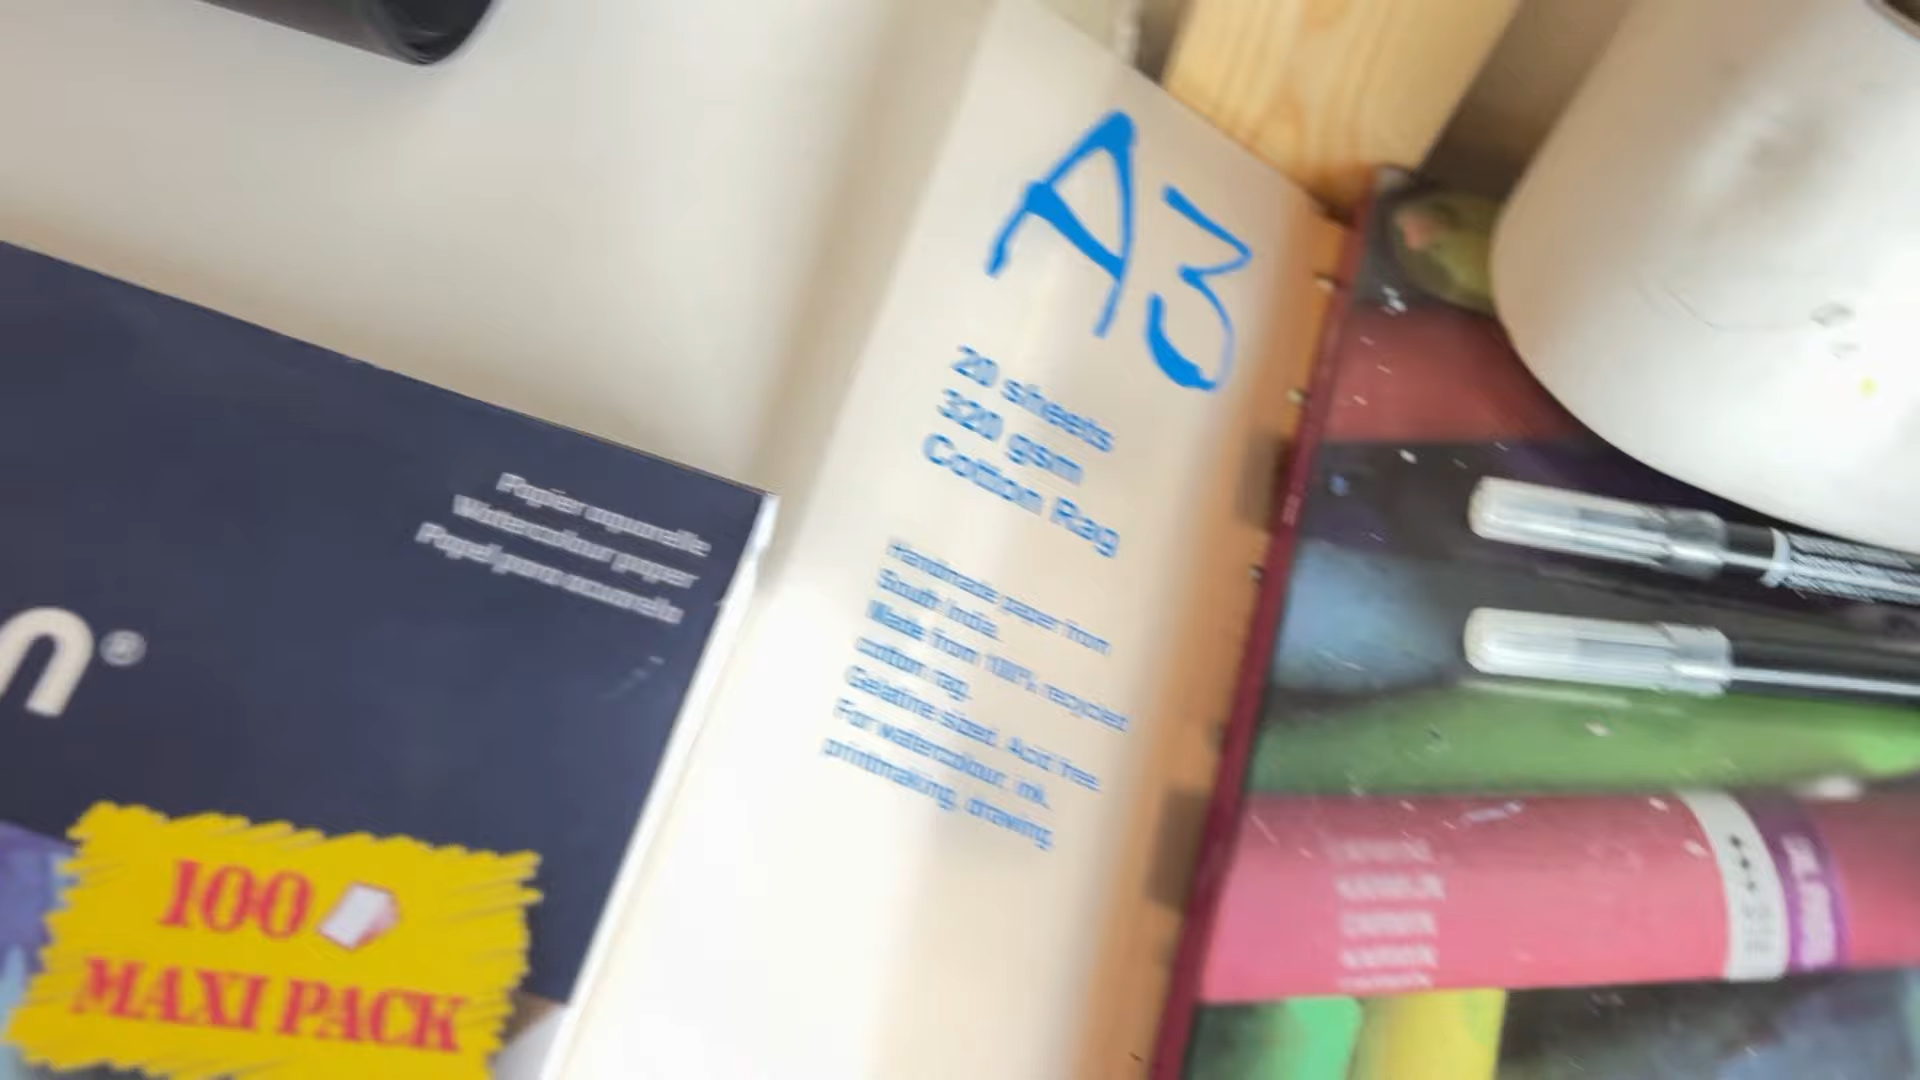 Papier aquarelle
Watercolour paper
Papel para acuarela
n®
100
MAXI PACK
A3
20 sheets
320 gsm
Cotton Rag
Handmade paper from
South India.
Made from 100% recycled
cotton rag.
Gelatine sized. Acid free.
For watercolour, ink,
printmaking, drawing.